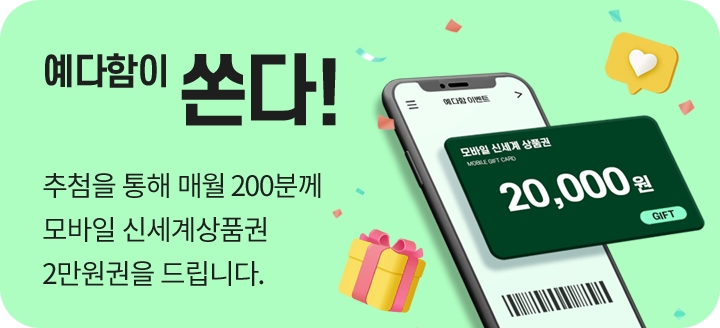 예다함이 쏜다!
추첨을 통해 매월 200분께
모바일 신세계상품권
2만원권을 드립니다.
예다함 이벤트
모바일 신세계 상품권
MOBILE GIFT CARD
20,000원
GIFT